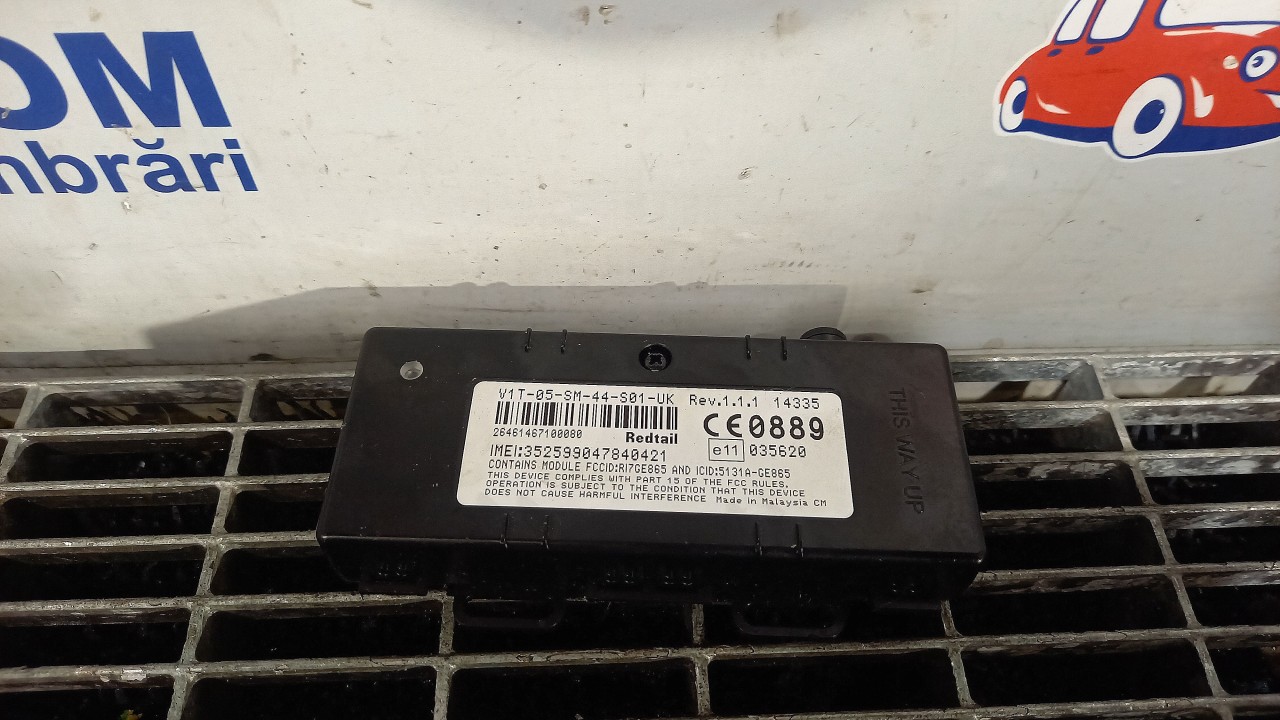 OM
mbrări
V1T-05-SM-44-S01-UK Rev.1.1.1 14335
26461467100080 Redtail CE0889
IMEI:352599047840421 e11 035620
CONTAINS MODULE FCCID:RI7GE865 AND ICID:5131A-GE865
THIS DEVICE COMPLIES WITH PART 15 OF THE FCC RULES.
OPERATION IS SUBJECT TO THE CONDITION THAT THIS DEVICE
DOES NOT CAUSE HARMFUL INTERFERENCE Made in Malaysia CM
THIS WAY UP